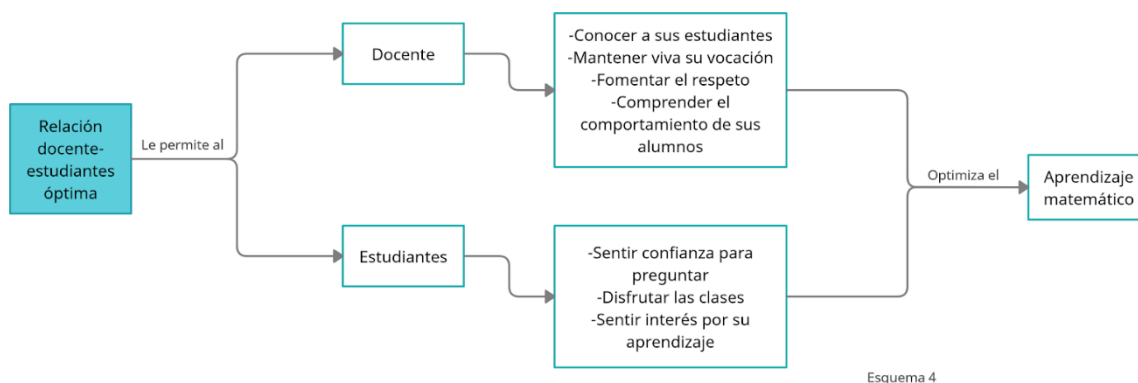 Relación
docente-
estudiantes
óptima
Le permite al
Docente
-Conocer a sus estudiantes
-Mantener viva su vocación
-Fomentar el respeto
-Comprender el
comportamiento de sus
alumnos
Estudiantes
-Sentir confianza para
preguntar
-Disfrutar las clases
-Sentir interés por su
aprendizaje
Optimiza el
Aprendizaje
matemático
Esquema 4